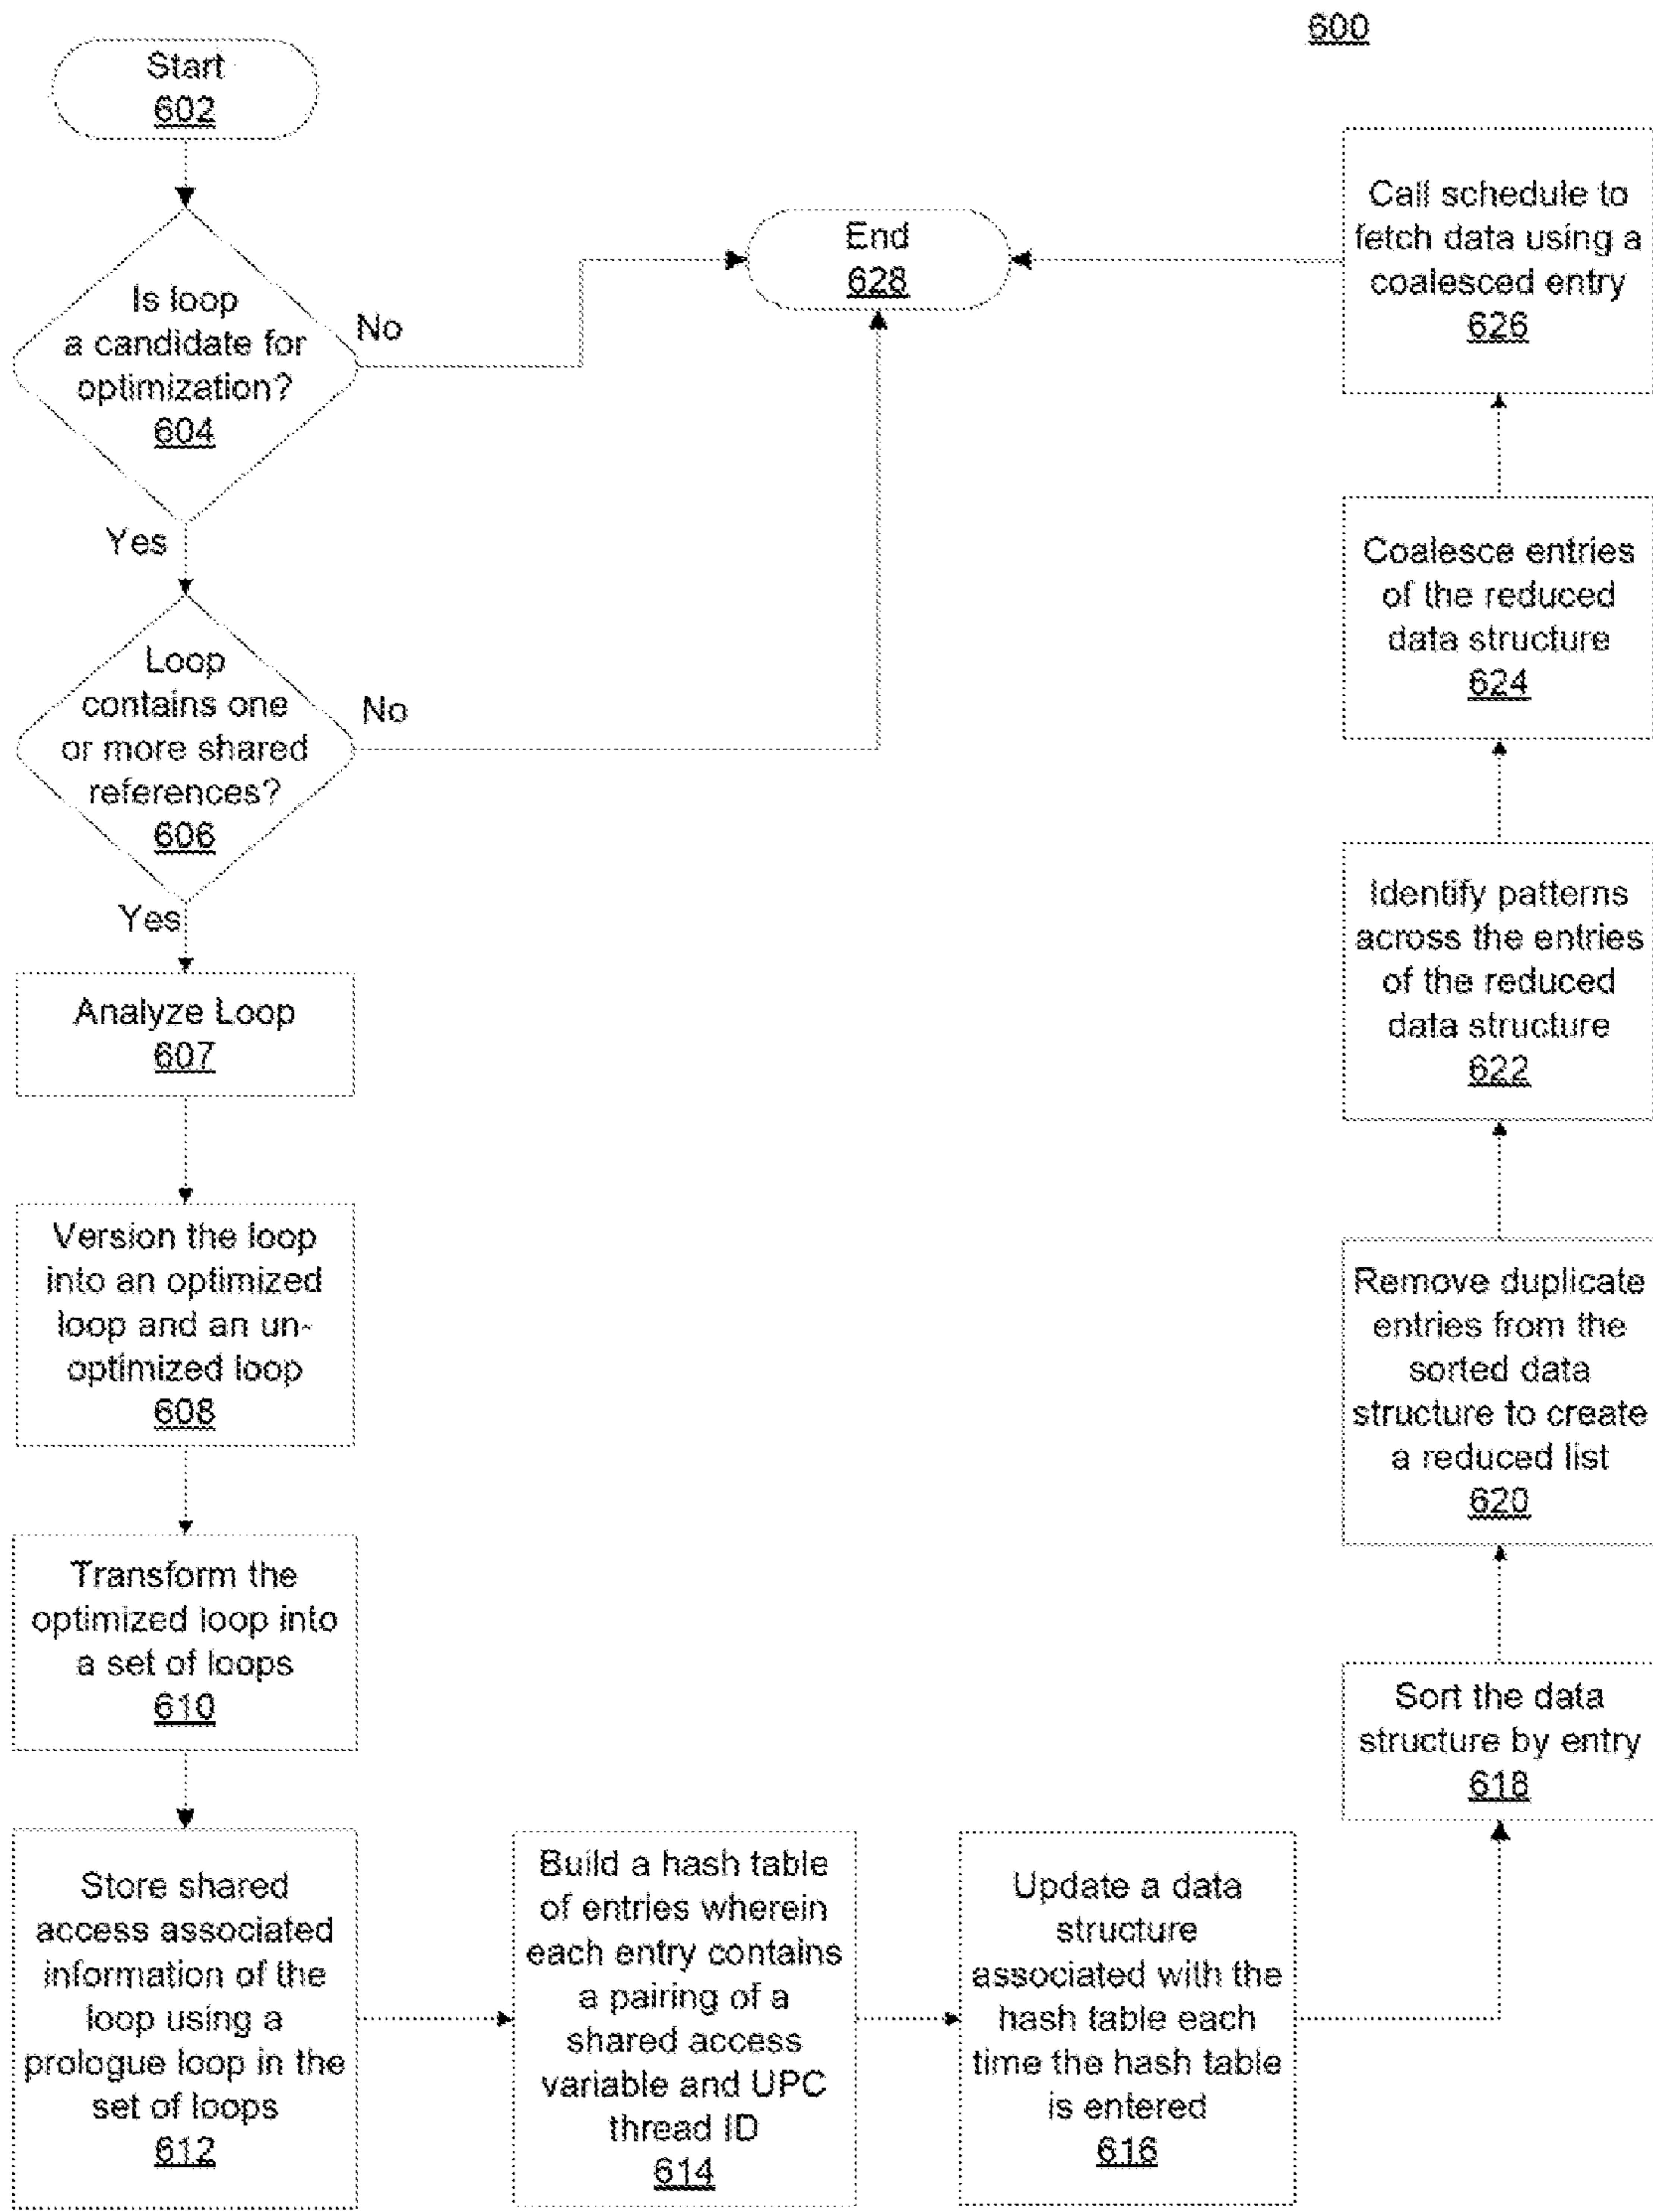 600
Start
602
Is loop
a candidate for
optimization?
604
No
Yes
Loop
contains one
or more shared
references?
606
No
Yes
Analyze Loop
607
Version the loop
into an optimized
loop and an un-
optimized loop
608
Transform the
optimized loop into
a set of loops
610
Store shared
access associated
information of the
loop using a
prologue loop in the
set of loops
612
Build a hash table
of entries wherein
each entry contains
a pairing of a
shared access
variable and UPC
thread ID
614
Update a data
structure
associated with the
hash table each
time the hash table
is entered
616
Sort the data
structure by entry
618
Remove duplicate
entries from the
sorted data
structure to create
a reduced list
620
Identify patterns
across the entries
of the reduced
data structure
622
Coalesce entries
of the reduced
data structure
624
Call schedule to
fetch data using a
coalesced entry
626
End
628